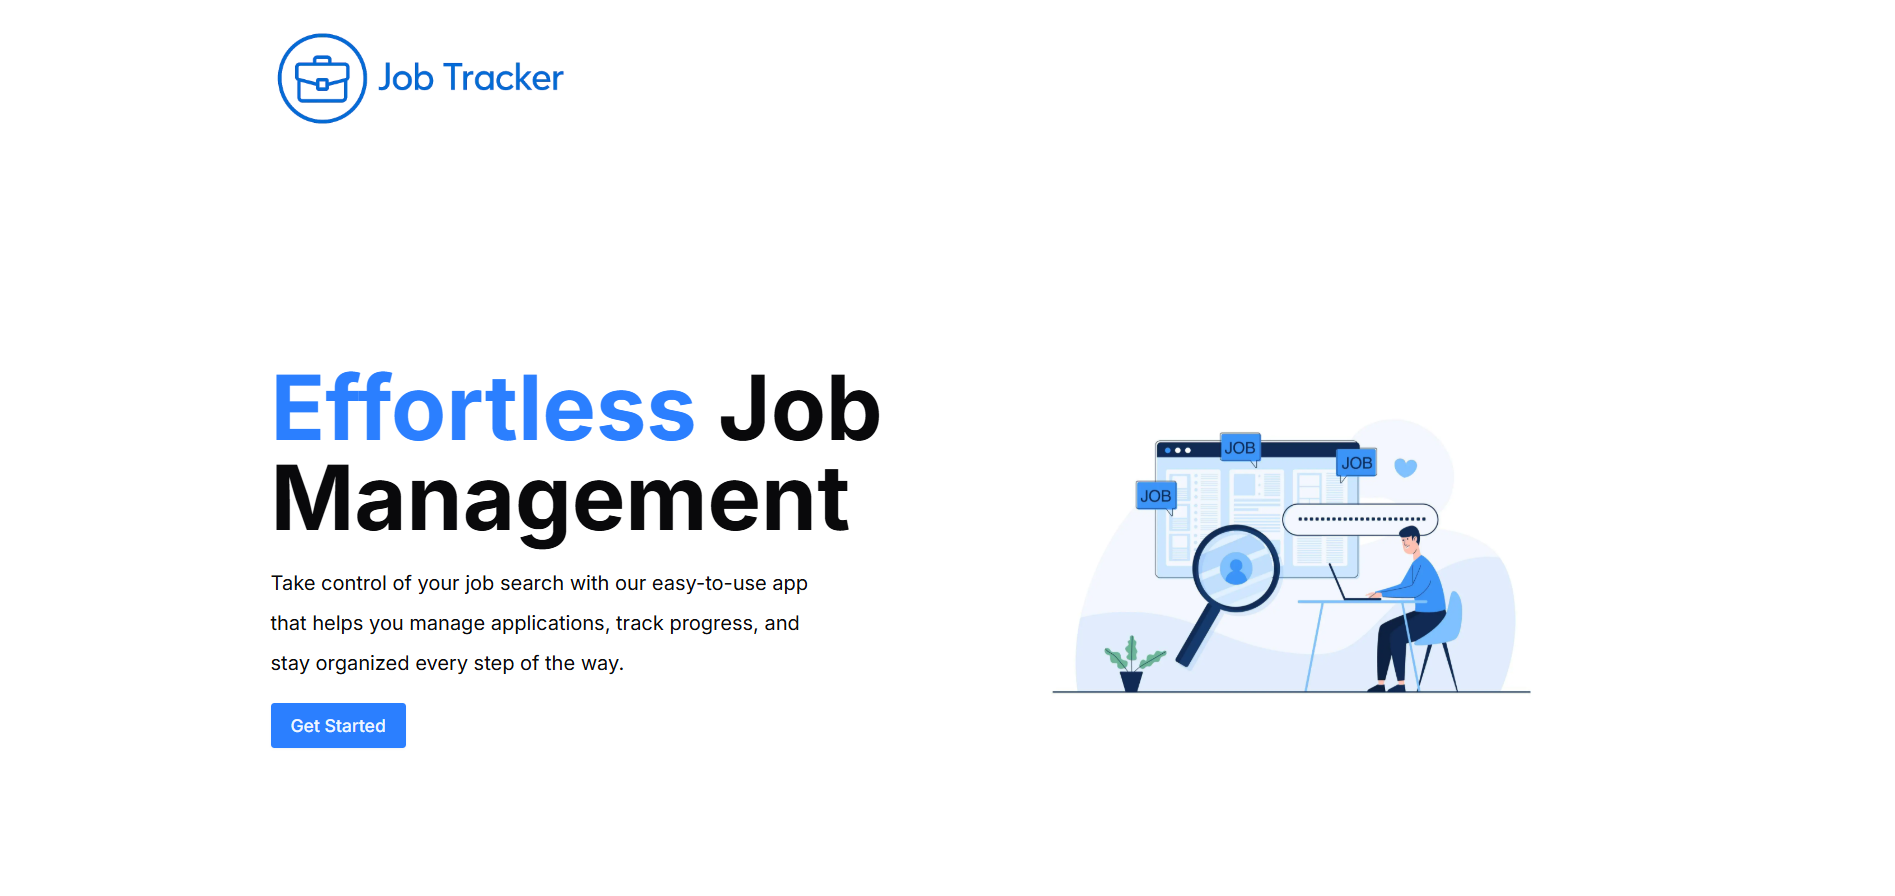 Job Tracker
Effortless Job
Management
Take control of your job search with our easy-to-use app
that helps you manage applications, track progress, and
stay organized every step of the way.
Get Started
JOB
JOB
JOB